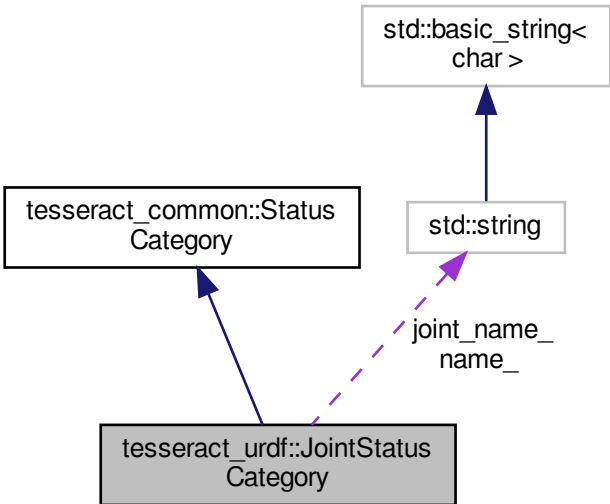 std::basic_string<
char >
tesseract_common::Status
Category
std::string
joint_name_
name_
tesseract_urdf::JointStatus
Category